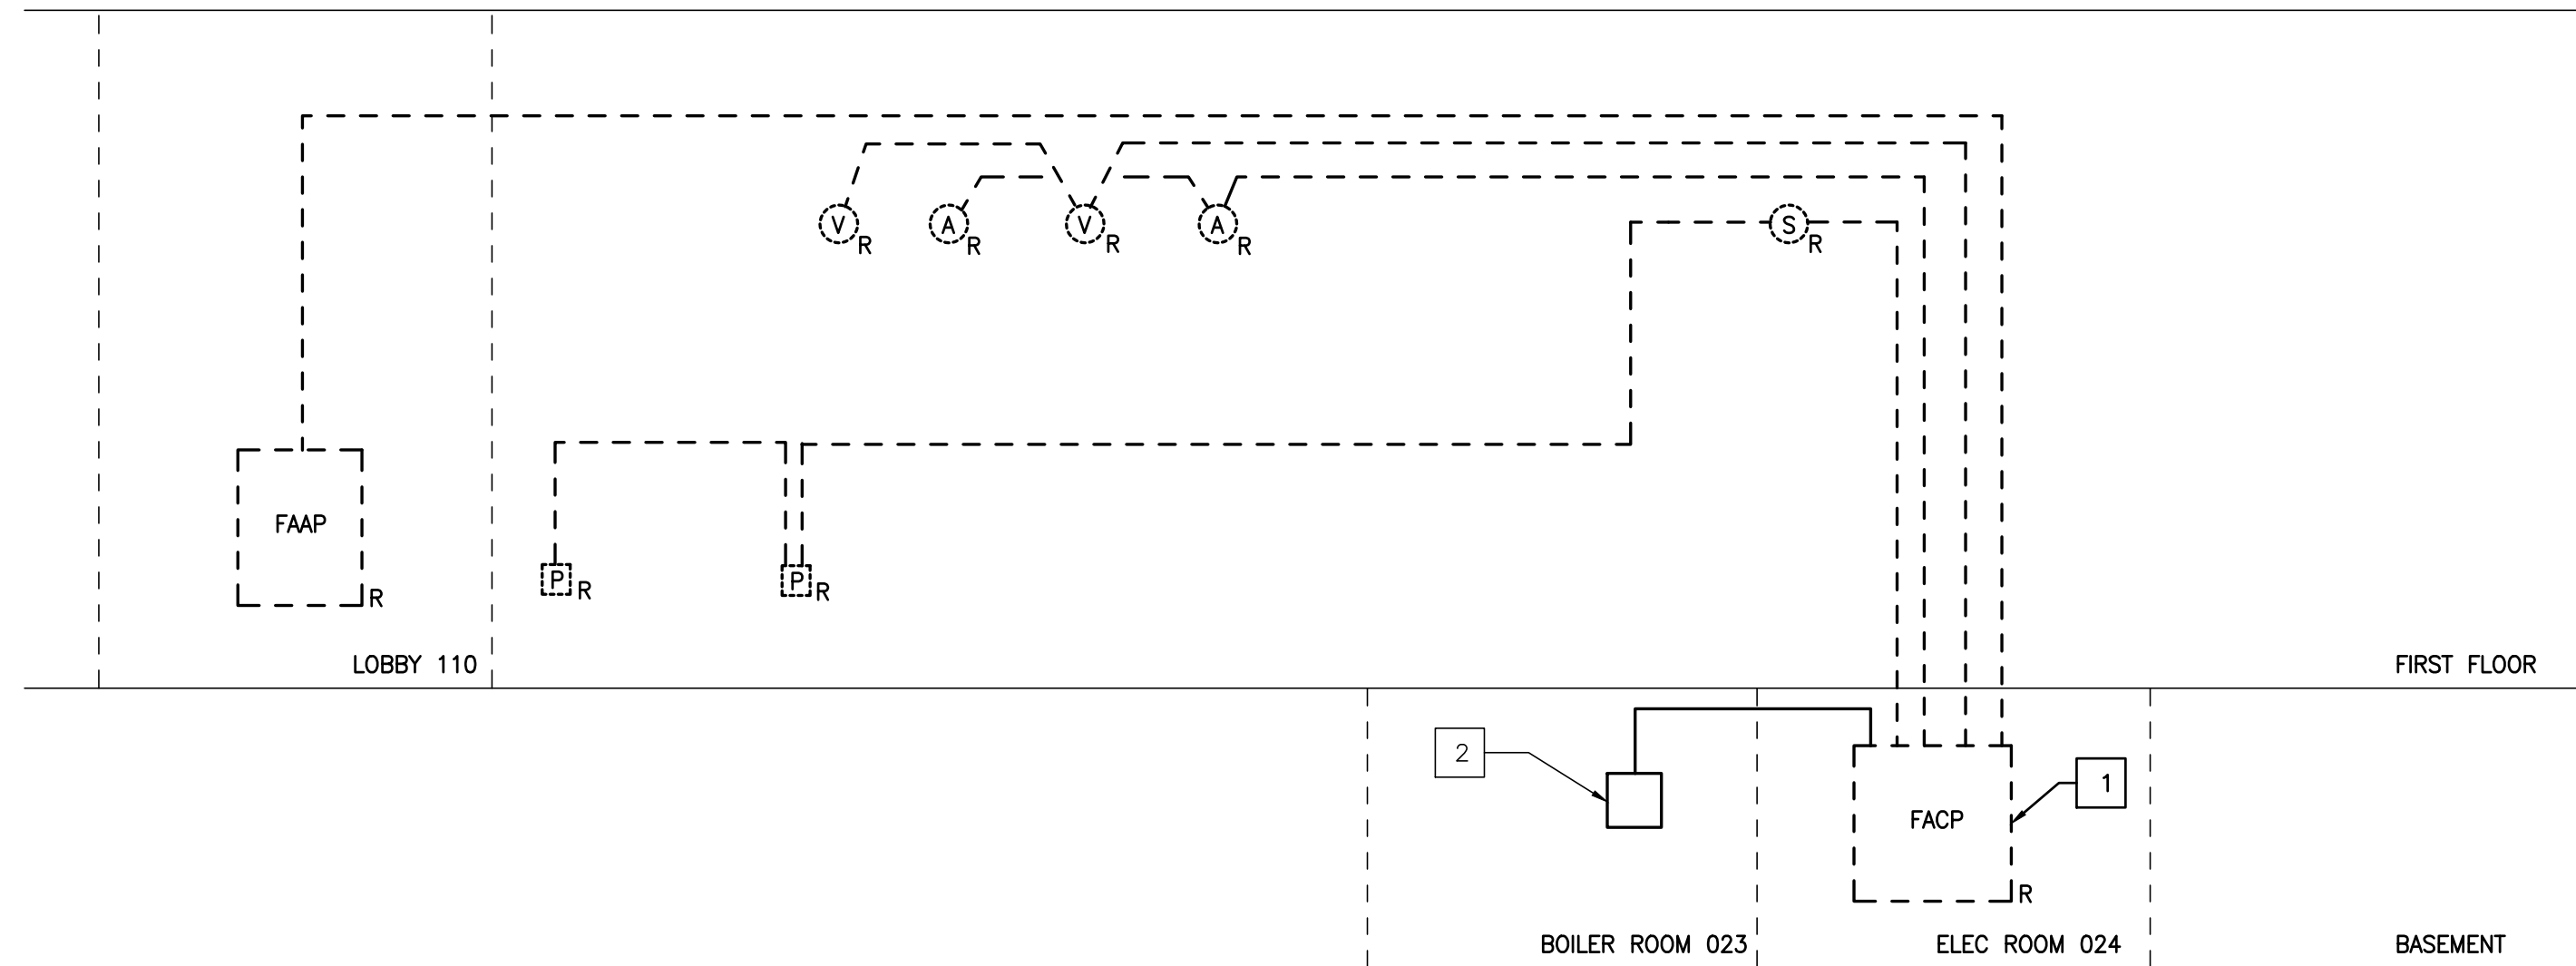 V R
A R
V R
A R
S R
FAAP
R
P R
P R
LOBBY 110
FIRST FLOOR
2
1
FACP
R
BOILER ROOM 023
ELEC ROOM 024
BASEMENT